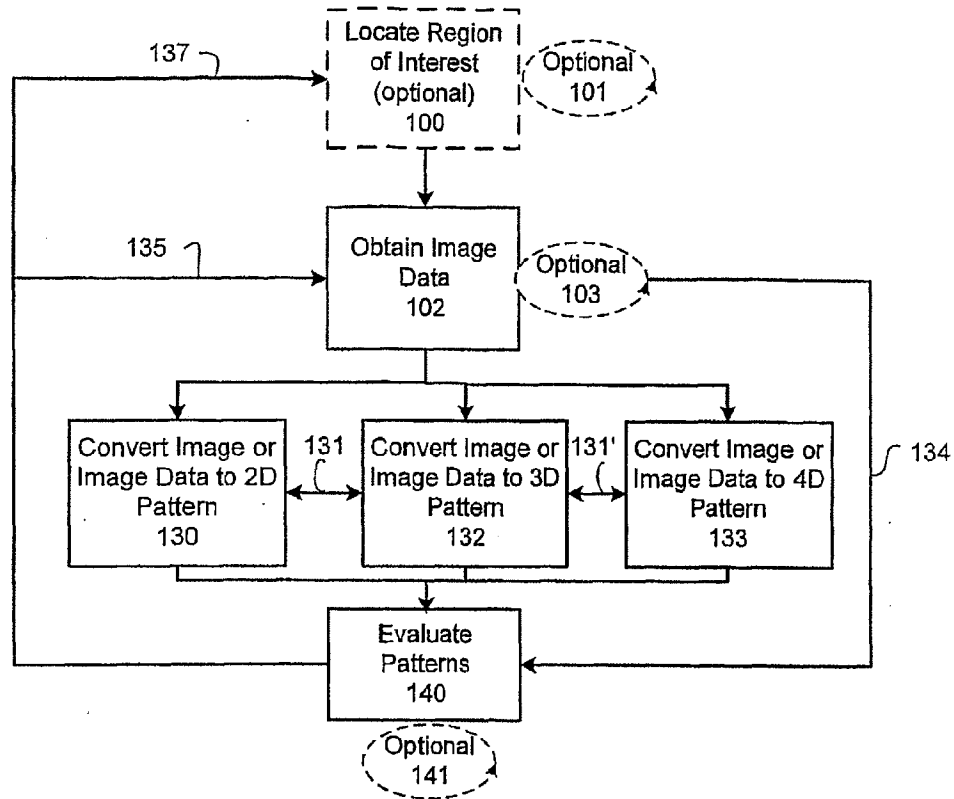 Locate Region
of Interest
(optional)
100
Optional
101
137
Obtain Image
Data
102
Optional
103
135
Convert Image or
Image Data to 2D
Pattern
130
131
Convert Image or
Image Data to 3D
Pattern
132
131'
Convert Image or
Image Data to 4D
Pattern
133
134
Evaluate
Patterns
140
Optional
141